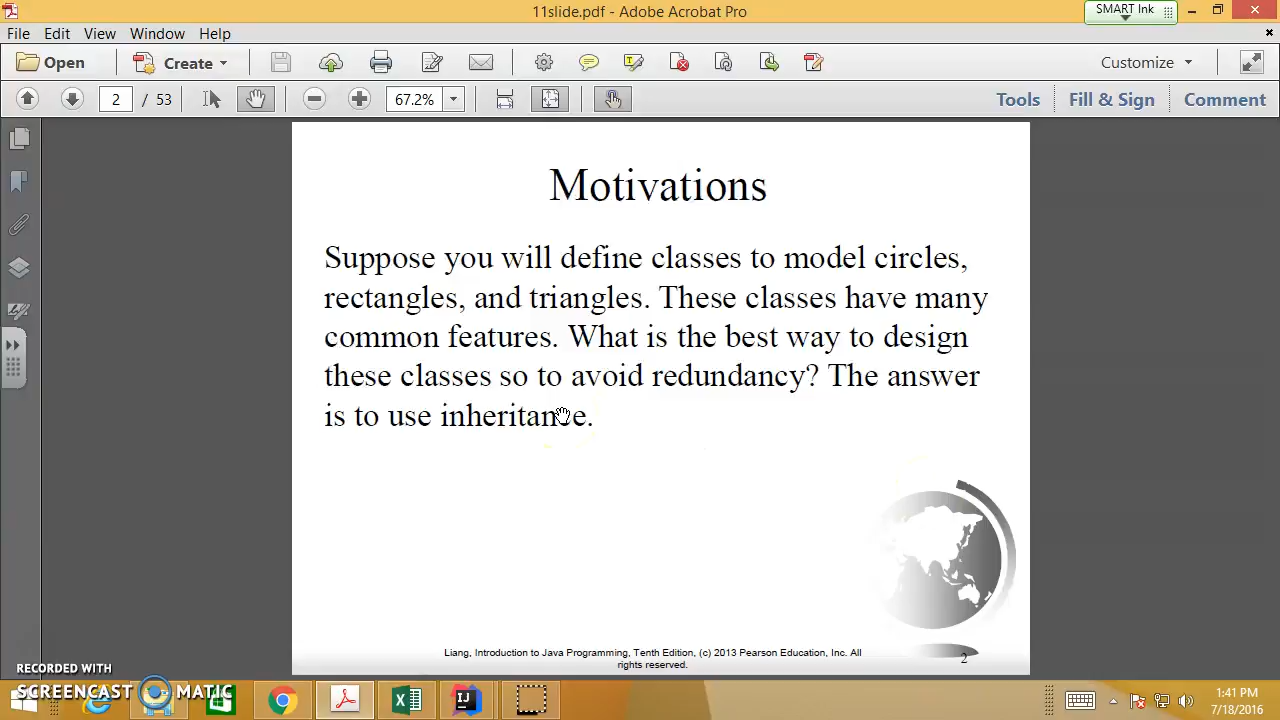 11slide.pdf - Adobe Acrobat Pro
SMART Ink
File Edit View Window Help
Open Create Customize
2 / 53 67.2% Tools Fill & Sign Comment
Motivations
Suppose you will define classes to model circles,
rectangles, and triangles. These classes have many
common features. What is the best way to design
these classes so to avoid redundancy? The answer
is to use inheritance.
Liang, Introduction to Java Programming, Tenth Edition, (c) 2013 Pearson Education, Inc. All
rights reserved.
2
RECORDED WITH
SCREENCAST MATIC
IJ
1:41 PM
7/18/2016